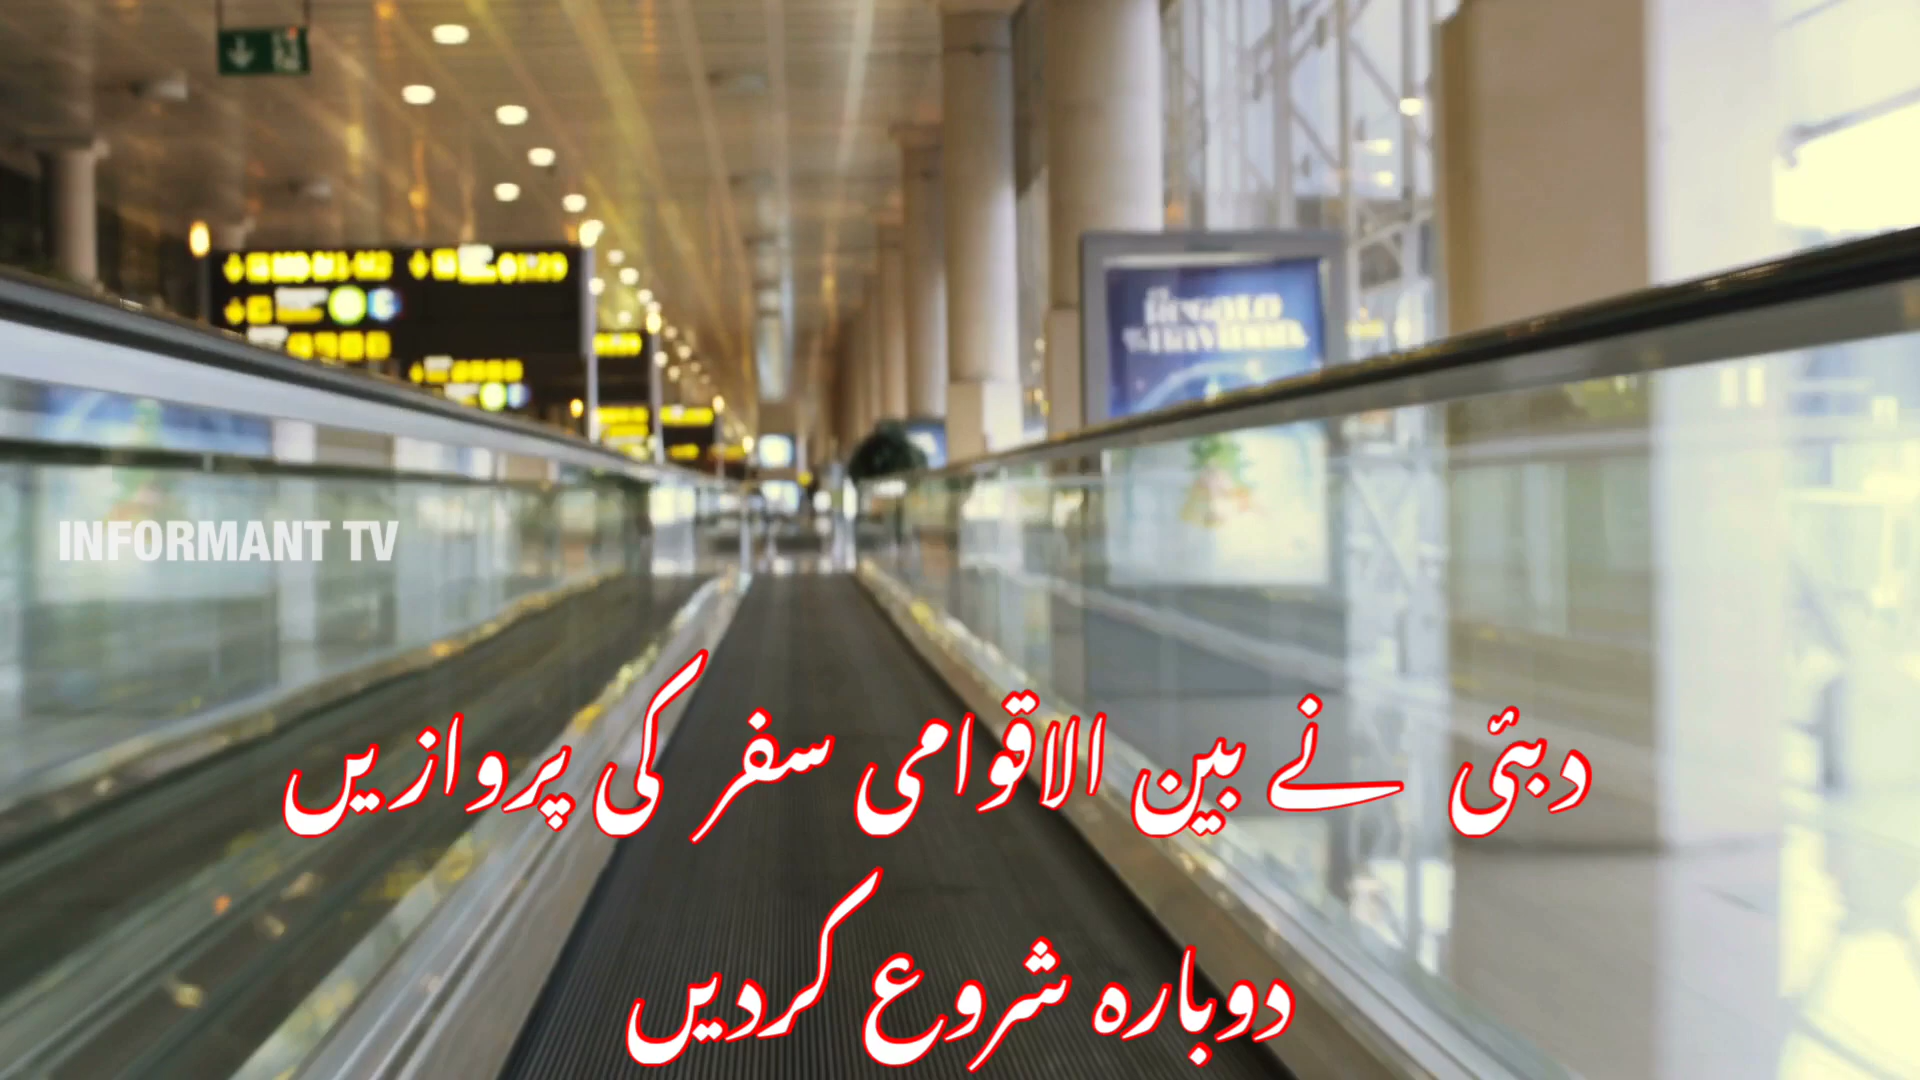 INFORMANT TV
دبئی نے بین الاقوامی سفر کی پروازیں
دوبارہ شروع کردیں